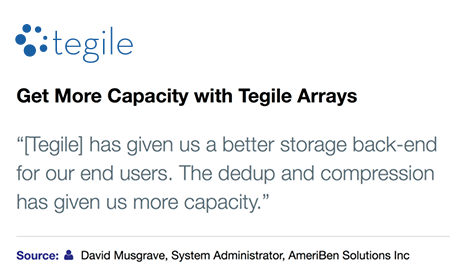 tegile
Get More Capacity with Tegile Arrays
“[Tegile] has given us a better storage back-end
for our end users. The dedup and compression
has given us more capacity.”
Source: David Musgrave, System Administrator, AmeriBen Solutions Inc